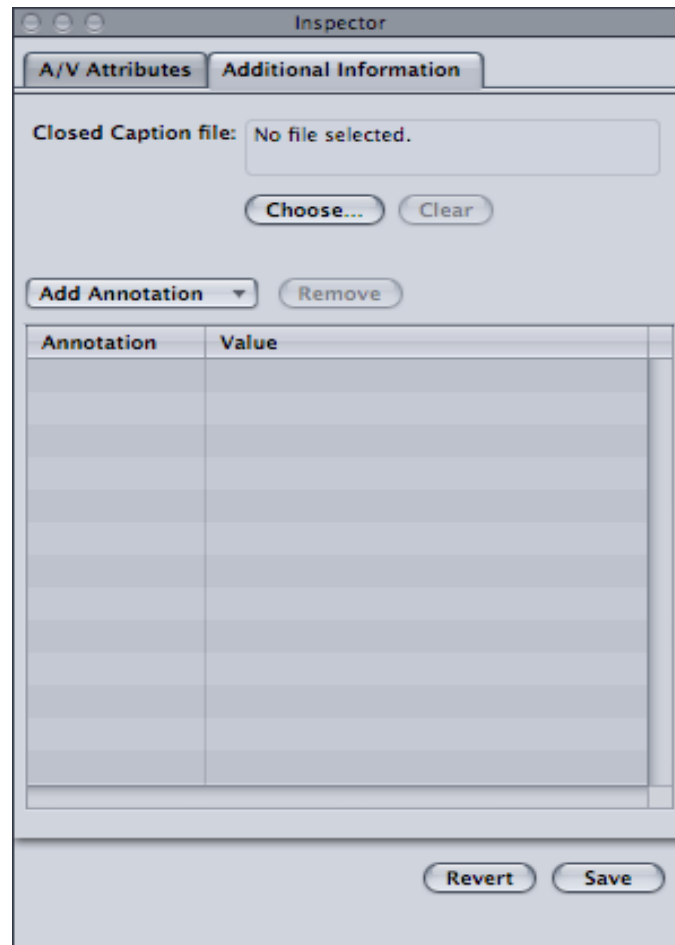 Inspector
A/V Attributes Additional Information
Closed Caption file: No file selected.
Choose... Clear
Add Annotation Remove
Annotation Value
Revert Save